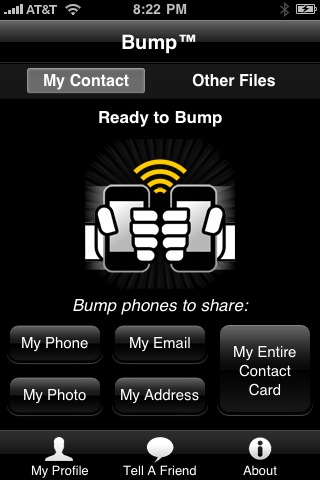 AT&T 8:22 PM
Bump™
My Contact Other Files
Ready to Bump
Bump phones to share:
My Phone My Email
My Entire
Contact
Card
My Photo My Address
My Profile Tell A Friend About